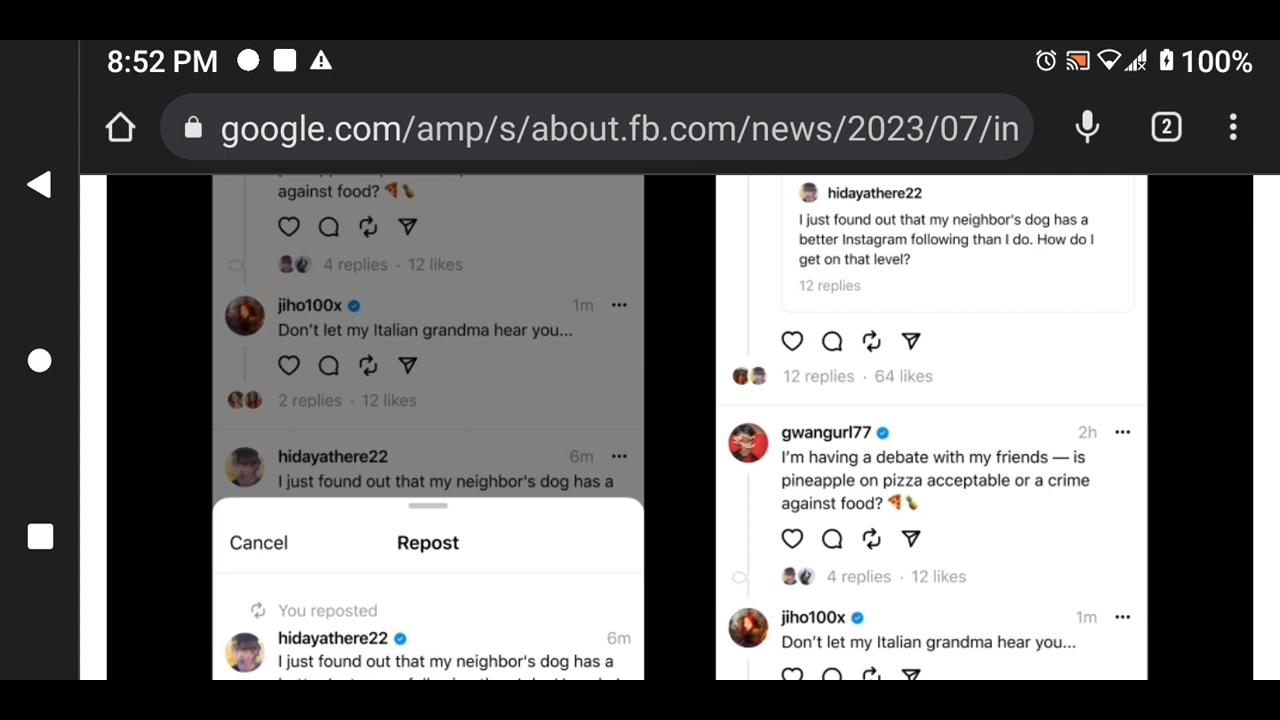 8:52 PM
100%
google.com/amp/s/about.fb.com/news/2023/07/in
2
against food? 🍕🍍
4 replies · 12 likes
jiho100x
1m
Don't let my Italian grandma hear you...
2 replies · 12 likes
hidayathere22
6m
I just found out that my neighbor's dog has a
Cancel
Repost
You reposted
hidayathere22
6m
I just found out that my neighbor's dog has a
hidayathere22
I just found out that my neighbor's dog has a
better Instagram following than I do. How do I
get on that level?
12 replies
12 replies · 64 likes
gwangurl77
2h
I'm having a debate with my friends — is
pineapple on pizza acceptable or a crime
against food? 🍕🍍
4 replies · 12 likes
jiho100x
1m
Don't let my Italian grandma hear you...